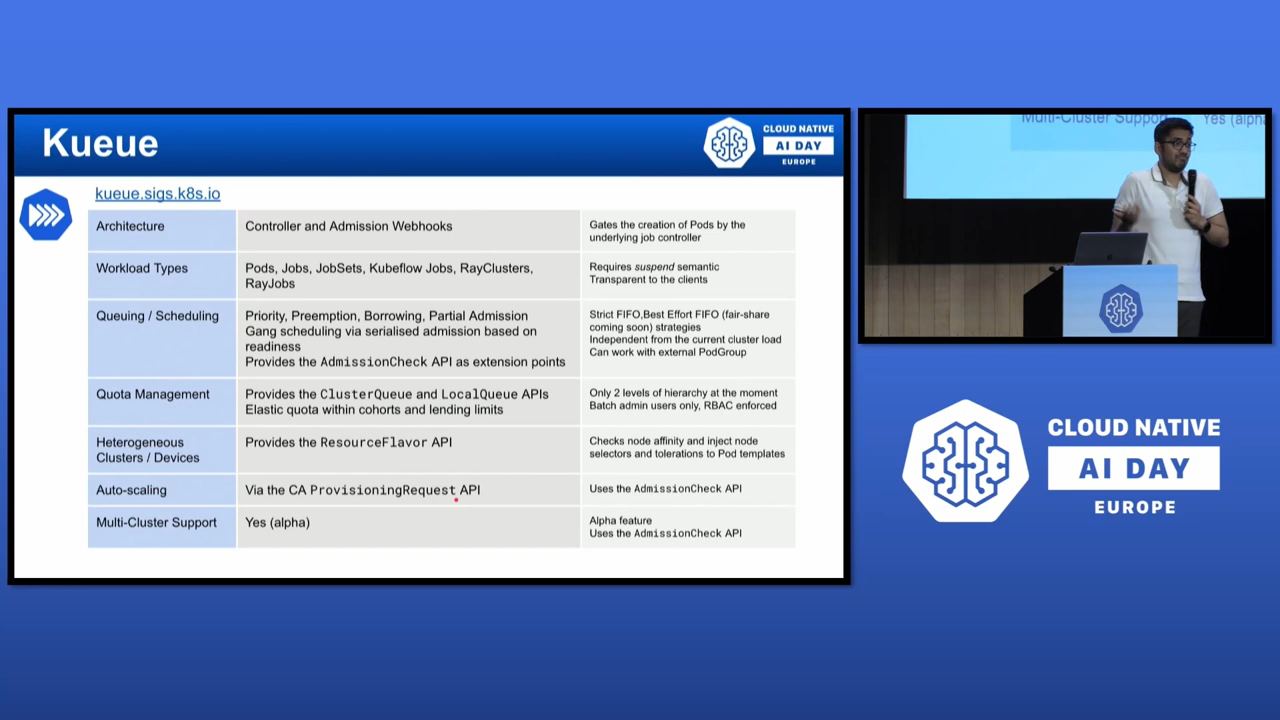 Kueue
CLOUD NATIVE
AI DAY
EUROPE
kueue.sigs.k8s.io
Architecture
Controller and Admission Webhooks
Gates the creation of Pods by the
underlying job controller
Workload Types
Pods, Jobs, JobSets, Kubeflow Jobs, RayClusters,
RayJobs
Requires suspend semantic
Transparent to the clients
Queuing / Scheduling
Priority, Preemption, Borrowing, Partial Admission
Gang scheduling via serialised admission based on
readiness
Provides the AdmissionCheck API as extension points
Strict FIFO,Best Effort FIFO (fair-share
coming soon) strategies
Independent from the current cluster load
Can work with external PodGroup
Quota Management
Provides the ClusterQueue and LocalQueue APIs
Elastic quota within cohorts and lending limits
Only 2 levels of hierarchy at the moment
Batch admin users only, RBAC enforced
Heterogeneous
Clusters / Devices
Provides the ResourceFlavor API
Checks node affinity and inject node
selectors and tolerations to Pod templates
Auto-scaling
Via the CA ProvisioningRequest API
Uses the AdmissionCheck API
Multi-Cluster Support
Yes (alpha)
Alpha feature
Uses the AdmissionCheck API
Multi-Cluster Support
Yes (alpha
CLOUD NATIVE
AI DAY
EUROPE